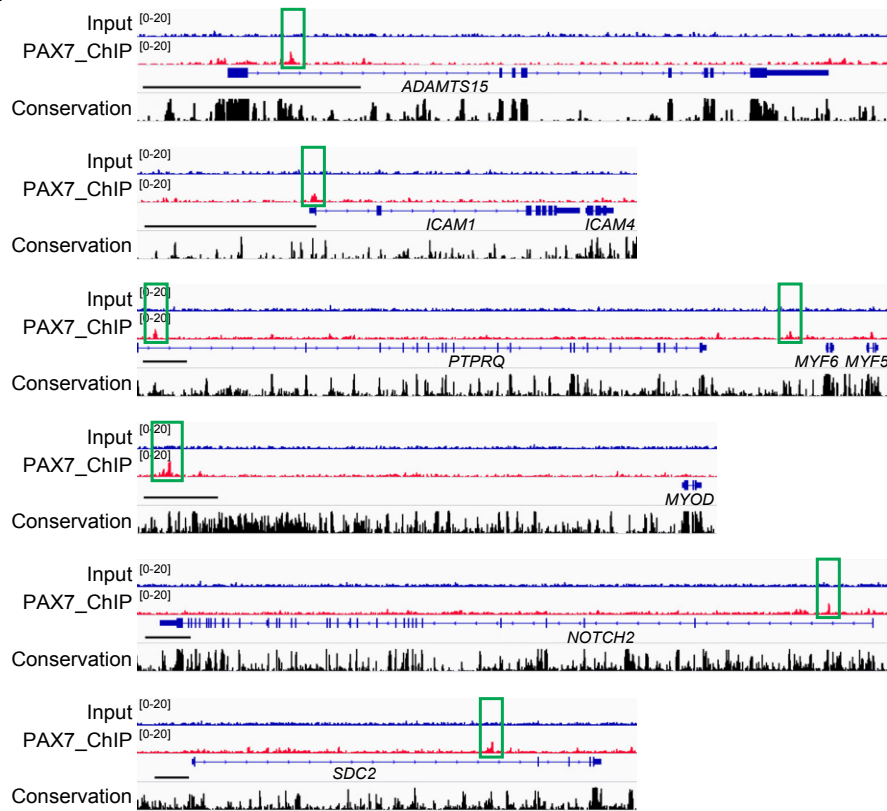 Input [0-20]
PAX7_ChIP [0-20]
ADAMTS15
Conservation
Input [0-20]
PAX7_ChIP [0-20]
ICAM1 ICAM4
Conservation
Input [0-20]
PAX7_ChIP [0-20]
PTPRQ MYF6 MYF5
Conservation
Input [0-20]
PAX7_ChIP [0-20]
MYOD
Conservation
Input [0-20]
PAX7_ChIP [0-20]
NOTCH2
Conservation
Input [0-20]
PAX7_ChIP [0-20]
SDC2
Conservation